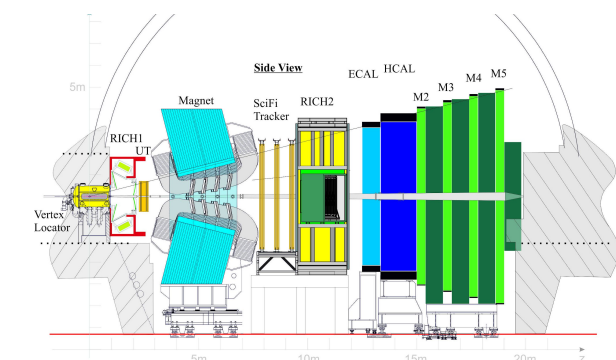 Side View
ECAL
HCAL
M5
M4
M3
M2
5m
Magnet
SciFi
Tracker
RICH2
RICH1
UT
Vertex
Locator
5m
10m
15m
20m
z